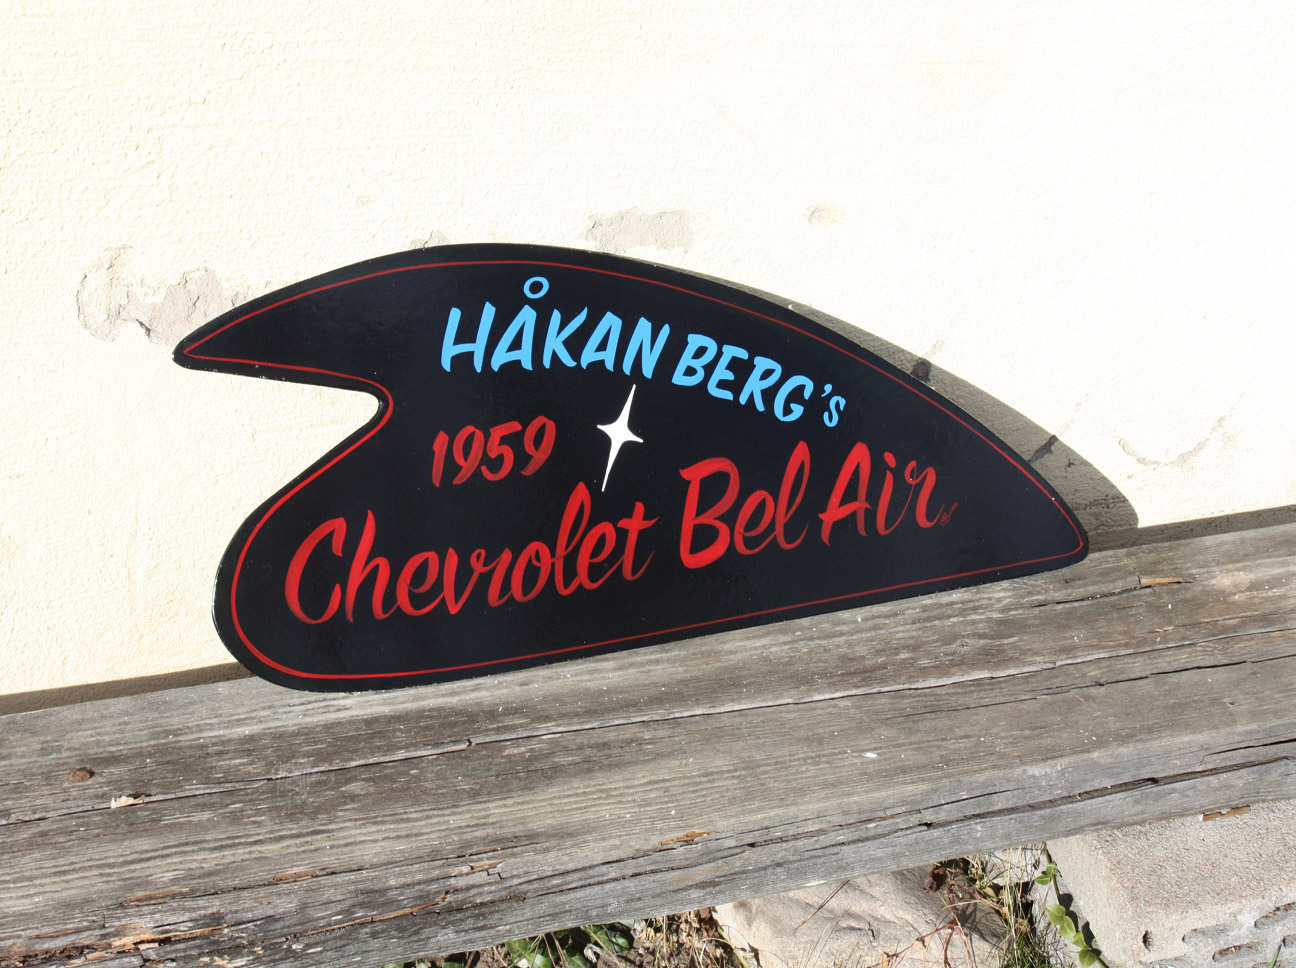 HÅKAN BERG's
1959
Chevrolet Bel Air